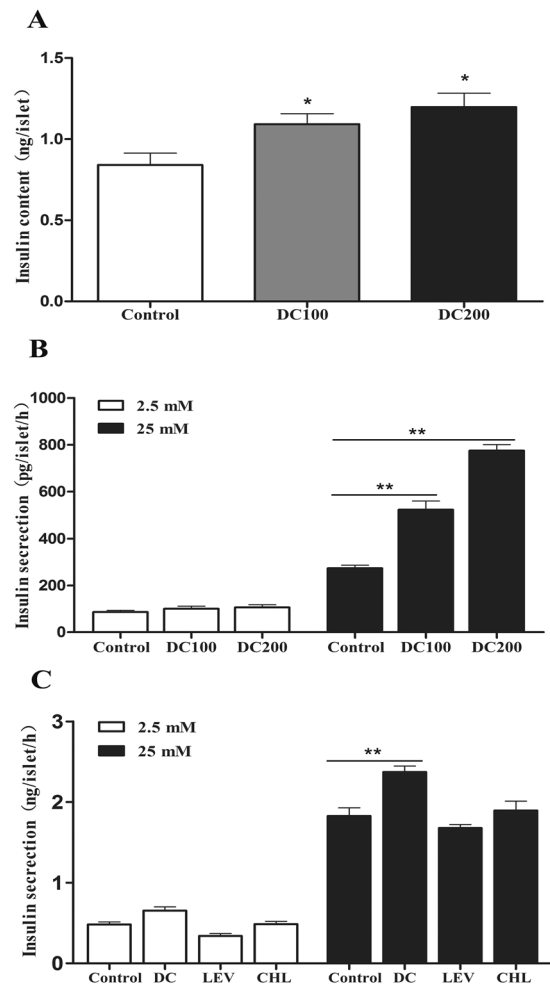 A
Insulin content (ng/islet)
1.5
1.0
0.5
0.0
* *
Control DC100 DC200
B
Insulin secrection (pg/islet/h)
1000
800
600
400
200
0
2.5 mM
25 mM
**
**
Control DC100 DC200 Control DC100 DC200
C
Insulin secrection (ng/islet/h)
3
2
1
0
2.5 mM
25 mM
**
Control DC LEV CHL Control DC LEV CHL